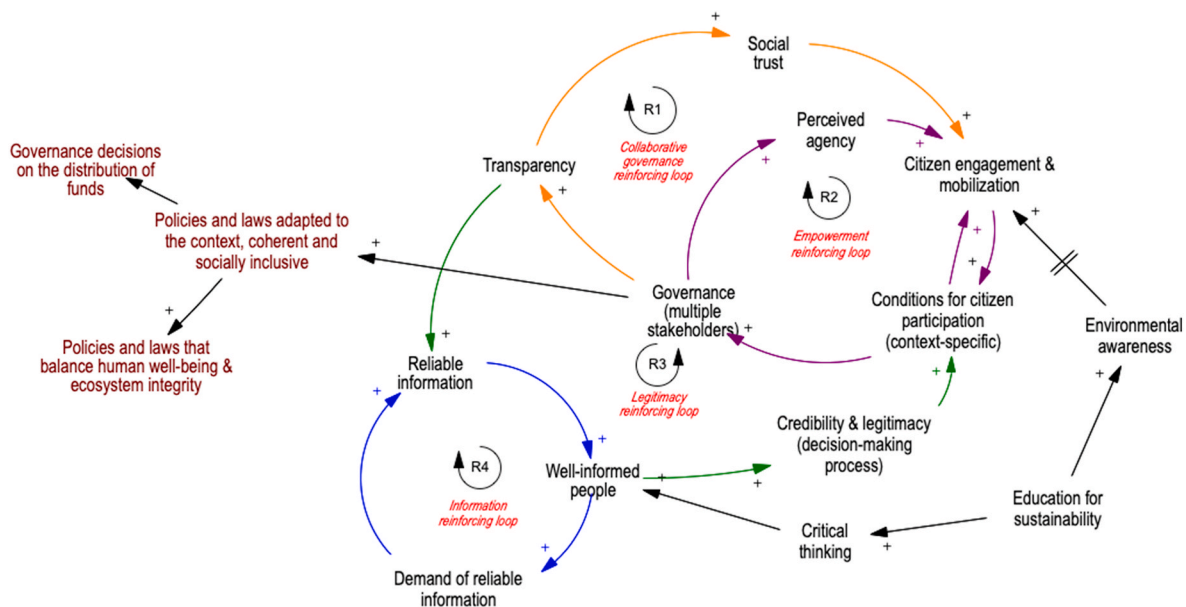 Social
trust
R1
Collaborative
governance
reinforcing loop
Perceived
agency
Governance decisions
on the distribution of
funds
Transparency
Citizen engagement &
mobilization
R2
Empowerment
reinforcing loop
Policies and laws adapted to
the context, coherent and
socially inclusive
Governance
(multiple
stakeholders)
Conditions for citizen
participation
(context-specific)
Environmental
awareness
Policies and laws that
balance human well-being &
ecosystem integrity
Reliable
information
R3
Legitimacy
reinforcing loop
Credibility & legitimacy
(decision-making
process)
R4
Information
reinforcing loop
Well-informed
people
Education for
sustainability
Critical
thinking
Demand of reliable
information